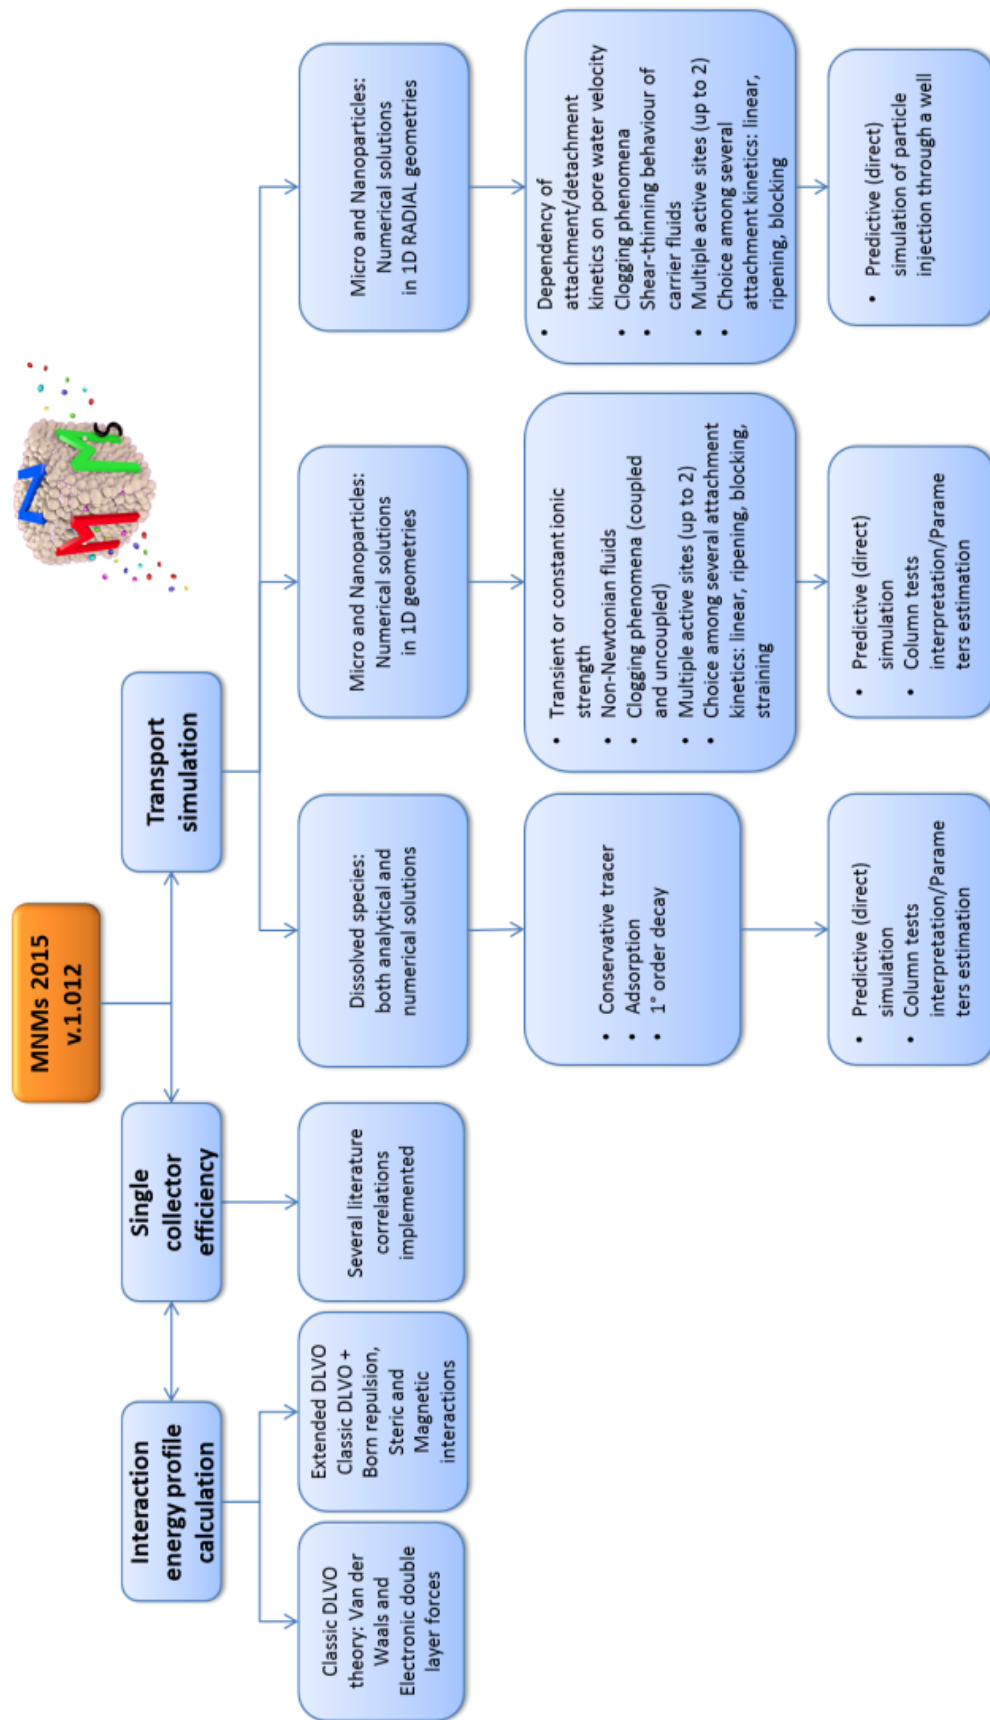 MNMs 2015
v.1.012
M
N
M
s
Interaction
energy profile
calculation
Single
collector
efficiency
Transport
simulation
Classic DLVO
theory: Van der
Waals and
Electronic double
layer forces
Extended DLVO
Classic DLVO +
Born repulsion,
Steric and
Magnetic
interactions
Several literature
correlations
implemented
Dissolved species:
both analytical and
numerical solutions
Micro and Nanoparticles:
Numerical solutions
in 1D geometries
Micro and Nanoparticles:
Numerical solutions
in 1D RADIAL geometries
• Conservative tracer
• Adsorption
• 1° order decay
• Transient or constantionic
strength
• Non-Newtonian fluids
• Clogging phenomena (coupled
and uncoupled)
• Multiple active sites (up to 2)
• Choice among several attachment
kinetics: linear, ripening, blocking,
straining
• Dependency of
attachment/detachment
kinetics on pore water velocity
• Clogging phenomena
• Shear-thinning behaviour of
carrier fluids
• Multiple active sites (up to 2)
• Choice among several
attachment kinetics: linear,
ripening, blocking
• Predictive (direct)
simulation
• Column tests
interpretation/Parame
ters estimation
• Predictive (direct)
simulation
• Column tests
interpretation/Parame
ters estimation
• Predictive (direct)
simulation of particle
injection through a well